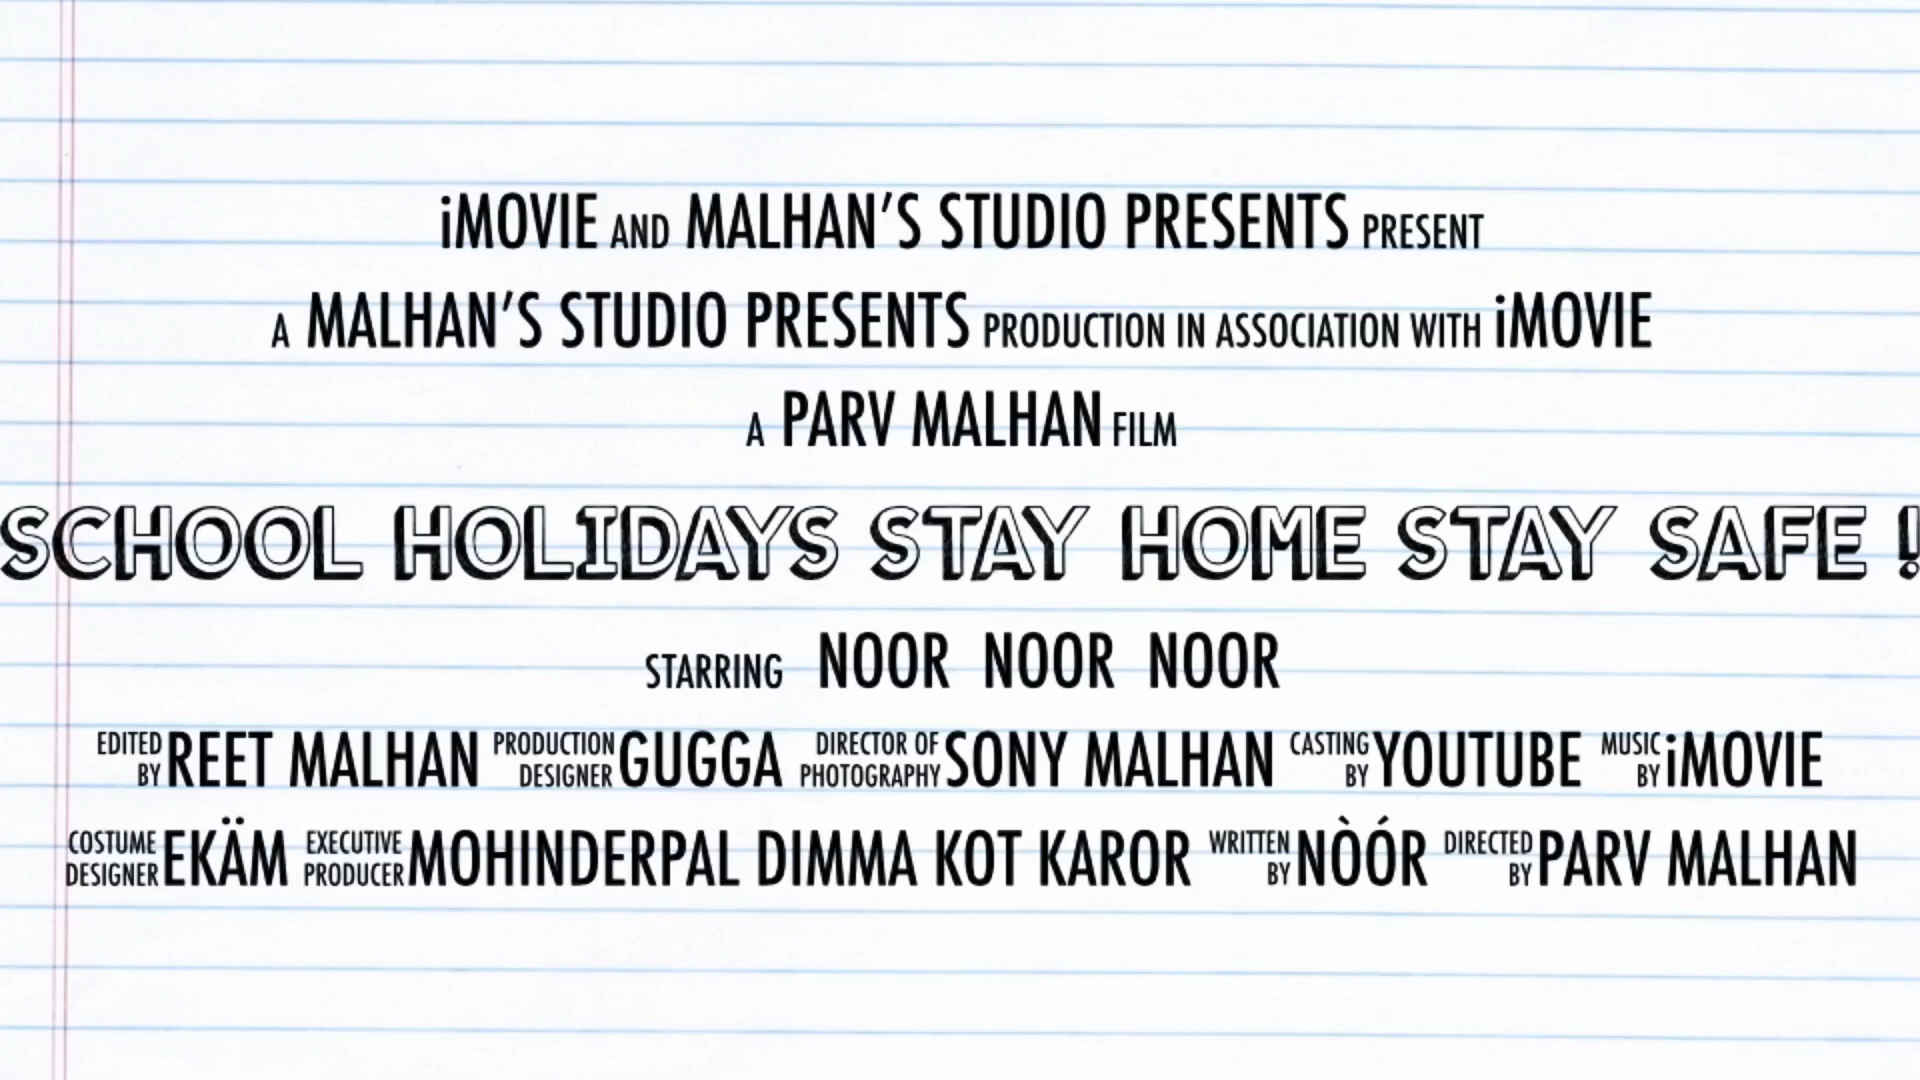 iMOVIE AND MALHAN'S STUDIO PRESENTS PRESENT
A MALHAN'S STUDIO PRESENTS PRODUCTION IN ASSOCIATION WITH iMOVIE
A PARV MALHAN FILM
SCHOOL HOLIDAYS STAY HOME STAY SAFE !
STARRING NOOR NOOR NOOR
EDITED BY REET MALHAN PRODUCTION DESIGNER GUGGA DIRECTOR OF PHOTOGRAPHY SONY MALHAN CASTING BY YOUTUBE MUSIC BY iMOVIE
COSTUME DESIGNER EKÄM EXECUTIVE PRODUCER MOHINDERPAL DIMMA KOT KAROR WRITTEN BY NÒÓR DIRECTED BY PARV MALHAN